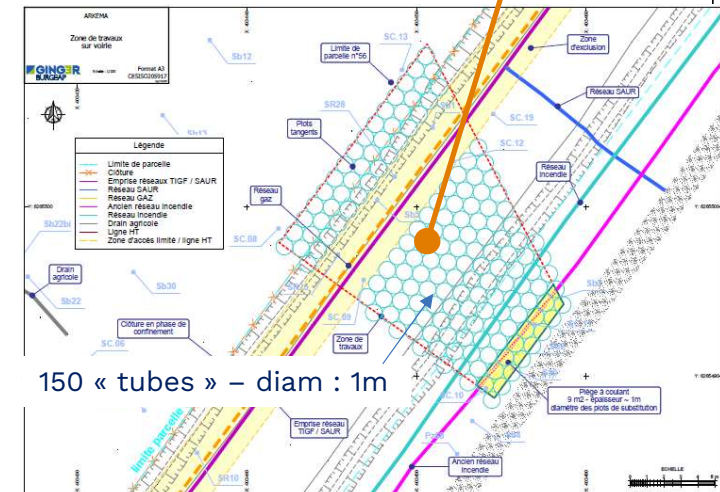 ARKEMA
Zone de travaux
sur voirie
GINGER
BURGEAP
Format A3
Légende
Limite de parcelle
Clôture
Emprise réseaux TIGF / SAUR
Réseau SAUR
Réseau GAZ
Ancien réseau Incendie
Réseau Incendie
Drain agricole
Ligne HT
Zone d'accès limité / ligne HT
Sb12
SC.13
Limite de
parcelle n°56
Zone
d'exclusion
Réseau SAUR
SR26
Plots
tangents
SC.19
SC.12
Réseau
Incendie
Réseau
gaz
Sb22bi
SC.08
Drain
agricole
Sb30
Sb22
SC.09
Clôture en phase de
confinement
Zone de
travaux
SC.06
150 « tubes » – diam : 1m
SC.10
Piège à coulant
9 m2 - épaisseur ~ 1m
diamètre des plots de substitution
Emprise réseau
TIGF / SAUR
limite parcelle
SR10
Ancien réseau
Incendie
ECHELLE